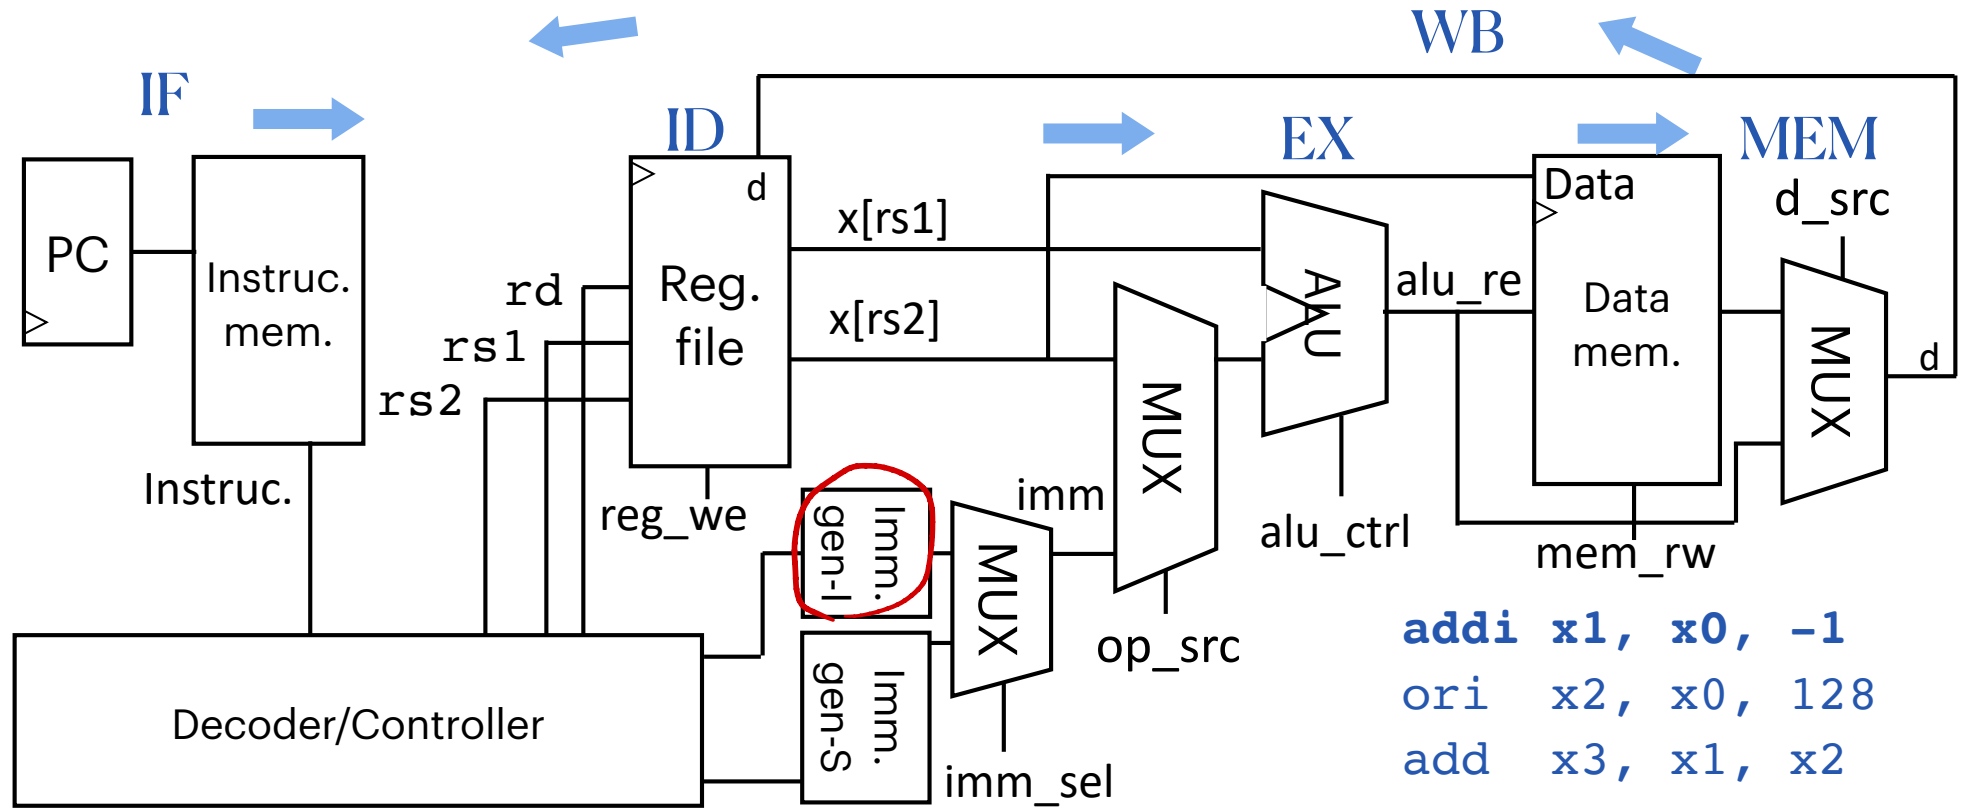 WB
IF
ID
EX
MEM
d
Data
d_src
x[rs1]
PC
Instruc.
mem.
rd
Reg.
file
ALU
alu_re
Data
mem.
x[rs2]
rs1
MUX
MUX
d
rs2
Instruc.
reg_we
Imm.
gen-I
imm
MUX
alu_ctrl
mem_rw
op_src
Decoder/Controller
Imm.
gen-S
imm_sel
addi x1, x0, -1
ori x2, x0, 128
add x3, x1, x2